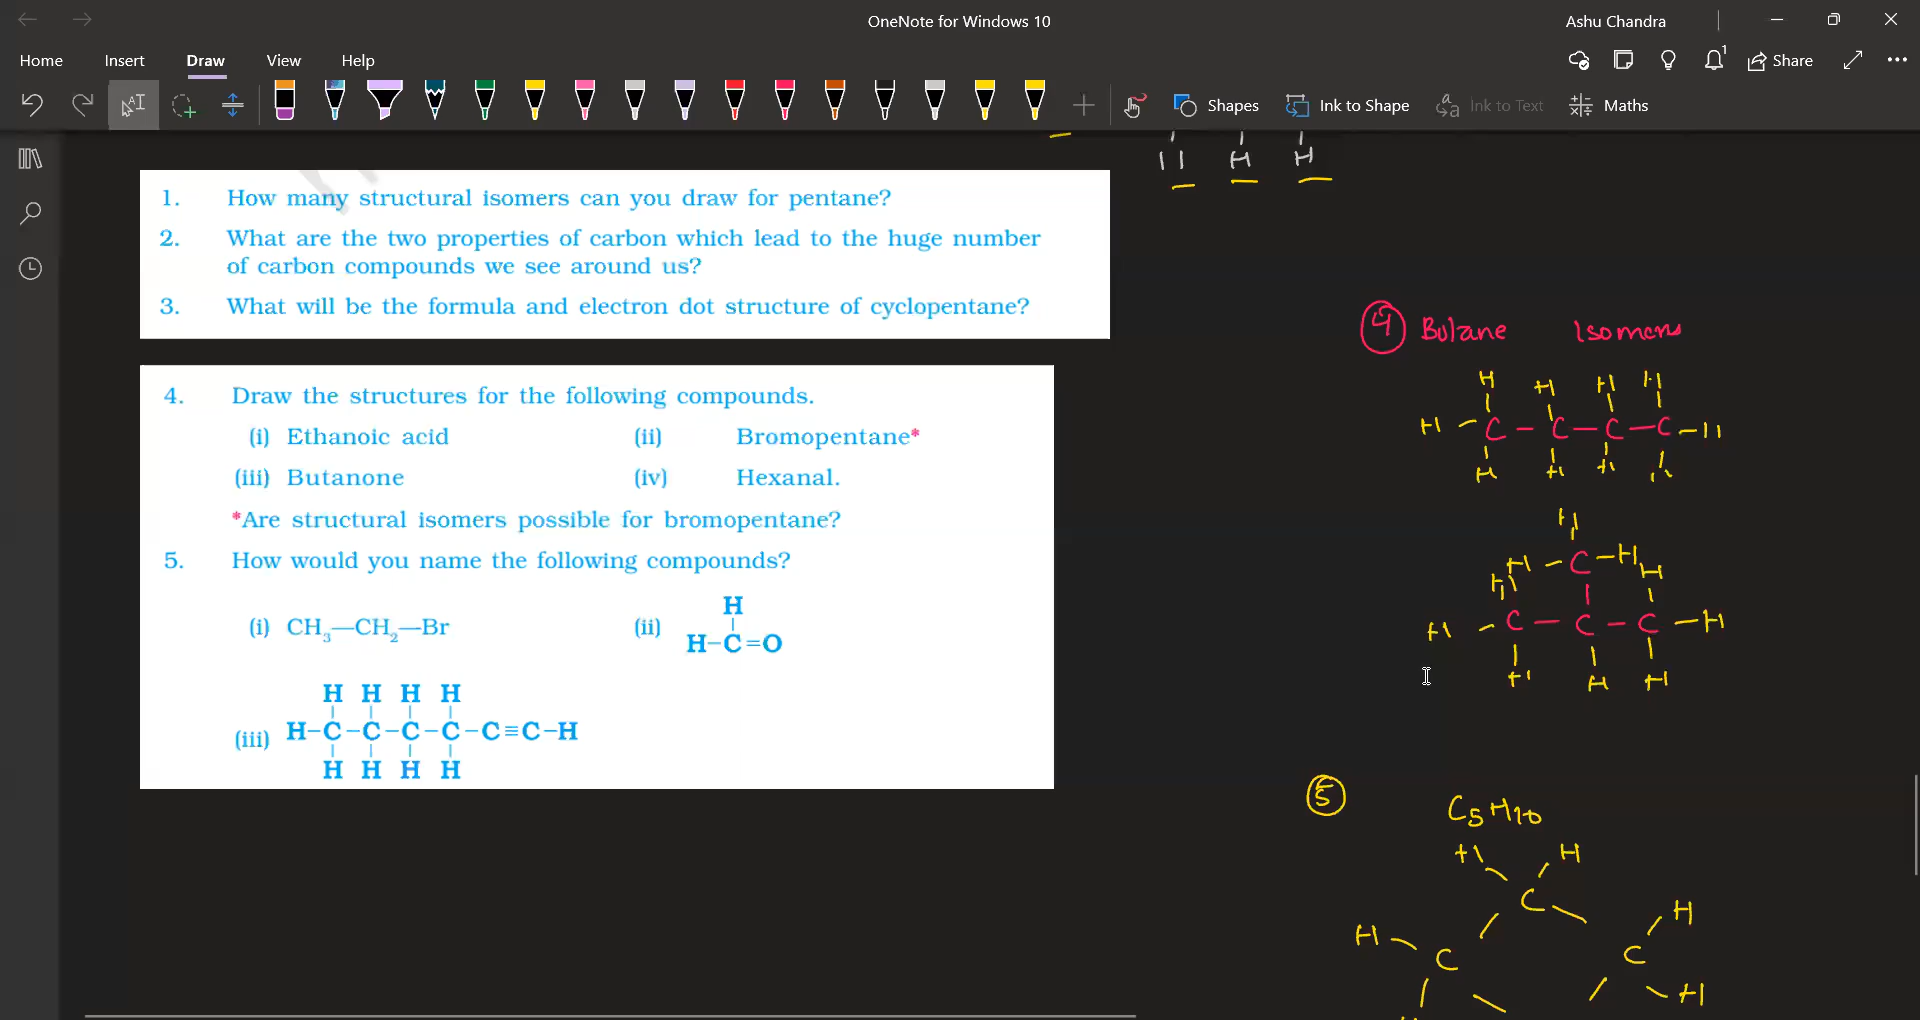 OneNote for Windows 10
Ashu Chandra
Home Insert Draw View Help
1
Share
Shapes
Ink to Shape
Ink to Text
Maths
H H
1. How many structural isomers can you draw for pentane?
2. What are the two properties of carbon which lead to the huge number
of carbon compounds we see around us?
3. What will be the formula and electron dot structure of cyclopentane?
4. Draw the structures for the following compounds.
(i) Ethanoic acid (ii) Bromopentane*
(iii) Butanone (iv) Hexanal.
*Are structural isomers possible for bromopentane?
5. How would you name the following compounds?
(i) CH₃—CH₂—Br (ii)
H
H–C=O
H H H H
(iii) H–C–C–C–C–C≡C–H
H H H H
4 Butane Isomers
H H H H
H – C – C – C – C – H
H H H H
H
H – C – H
H H
H – C – C – C – H
H H H
5
C5H10
H H
C
H
H C
C
H